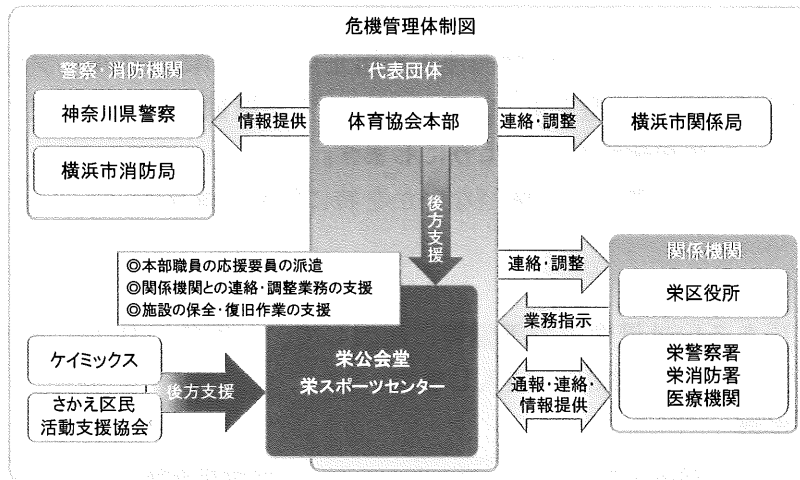 危機管理体制図
警察・消防機関
神奈川県警察
横浜市消防局
情報提供
代表団体
体育協会本部
連絡・調整
横浜市関係局
後方支援
◎本部職員の応援要員の派遣
◎関係機関との連絡・調整業務の支援
◎施設の保全・復旧作業の支援
ケイミックス
さかえ区民
活動支援協会
後方支援
栄公会堂
栄スポーツセンター
連絡・調整
業務指示
通報・連絡・
情報提供
関係機関
栄区役所
栄警察署
栄消防署
医療機関